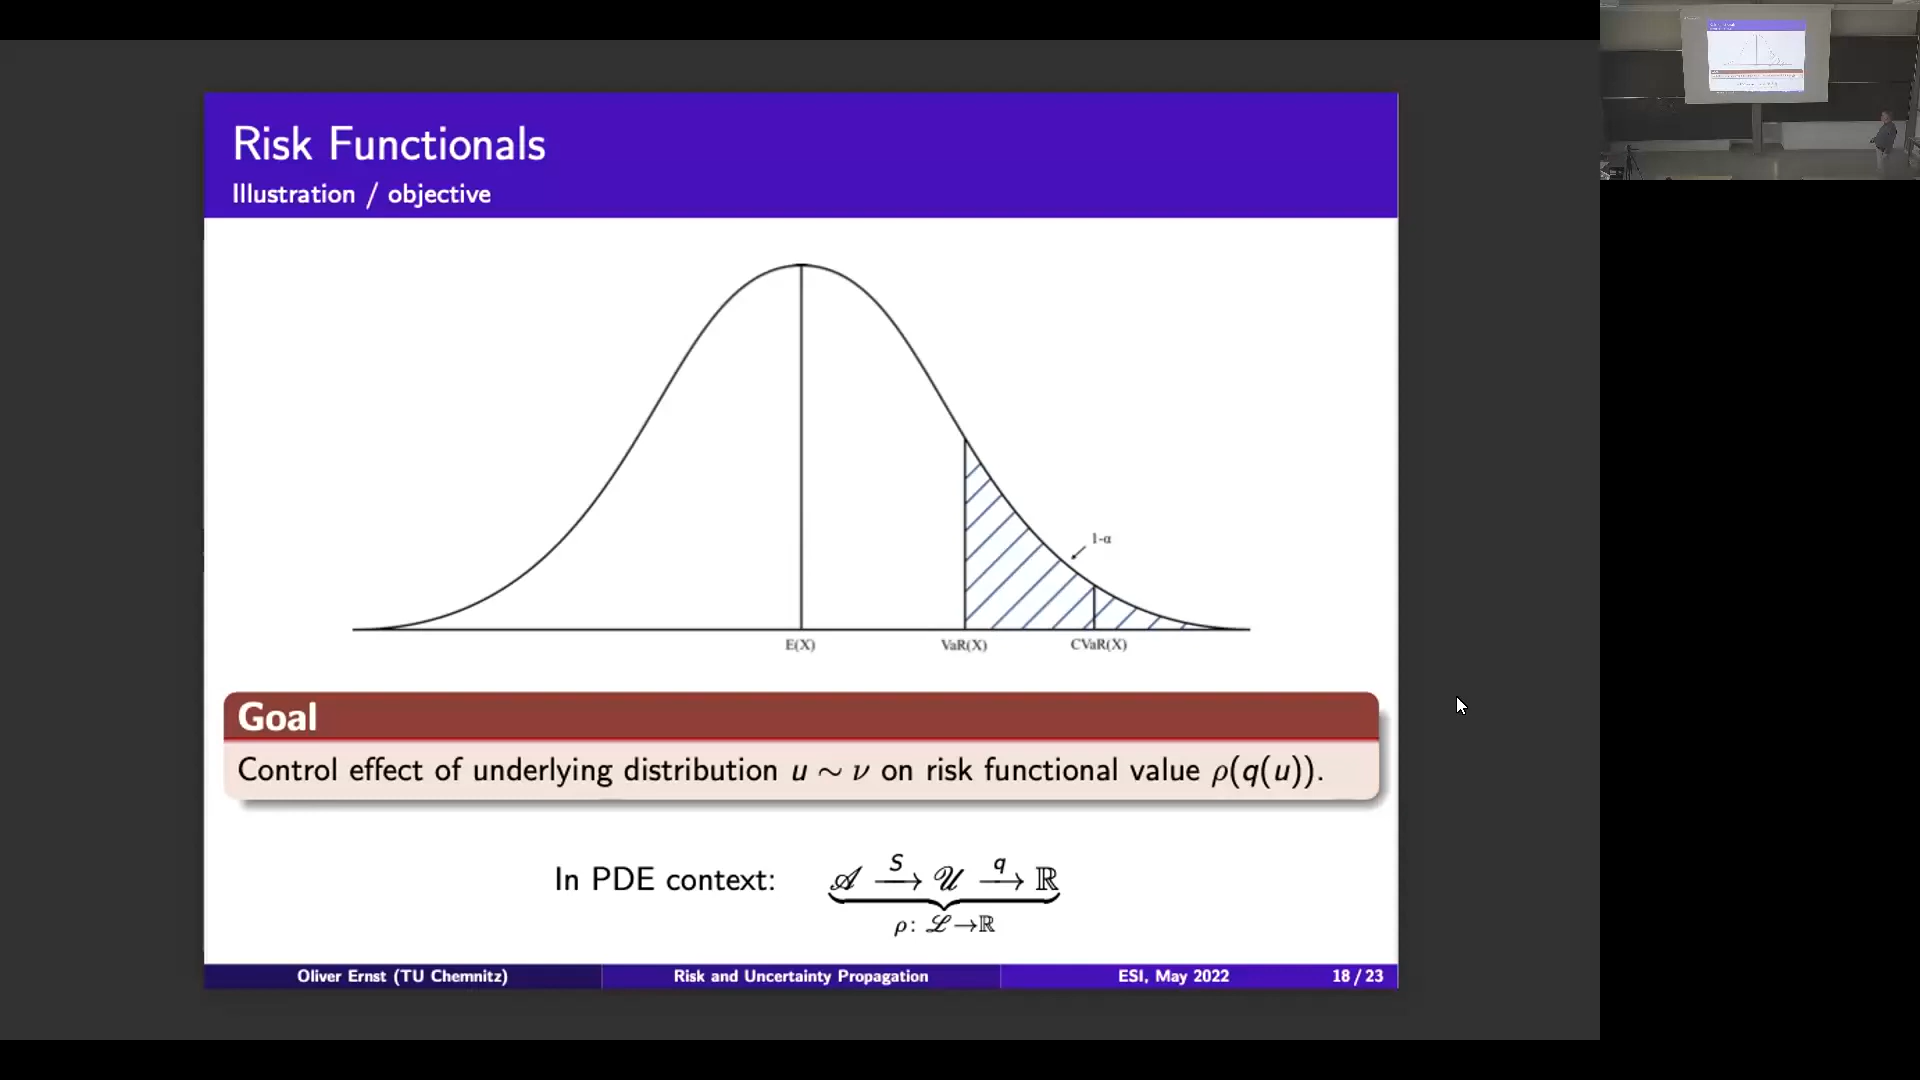 Risk Functionals
Illustration / objective
1-α
E(X) VaR(X) CVaR(X)
Goal
Control effect of underlying distribution u ∼ ν on risk functional value ρ(q(u)).
In PDE context: 𝒜 —S→ 𝒰 —q→ ℝ
ρ: ℒ→ℝ
Oliver Ernst (TU Chemnitz) Risk and Uncertainty Propagation ESI, May 2022 18 / 23